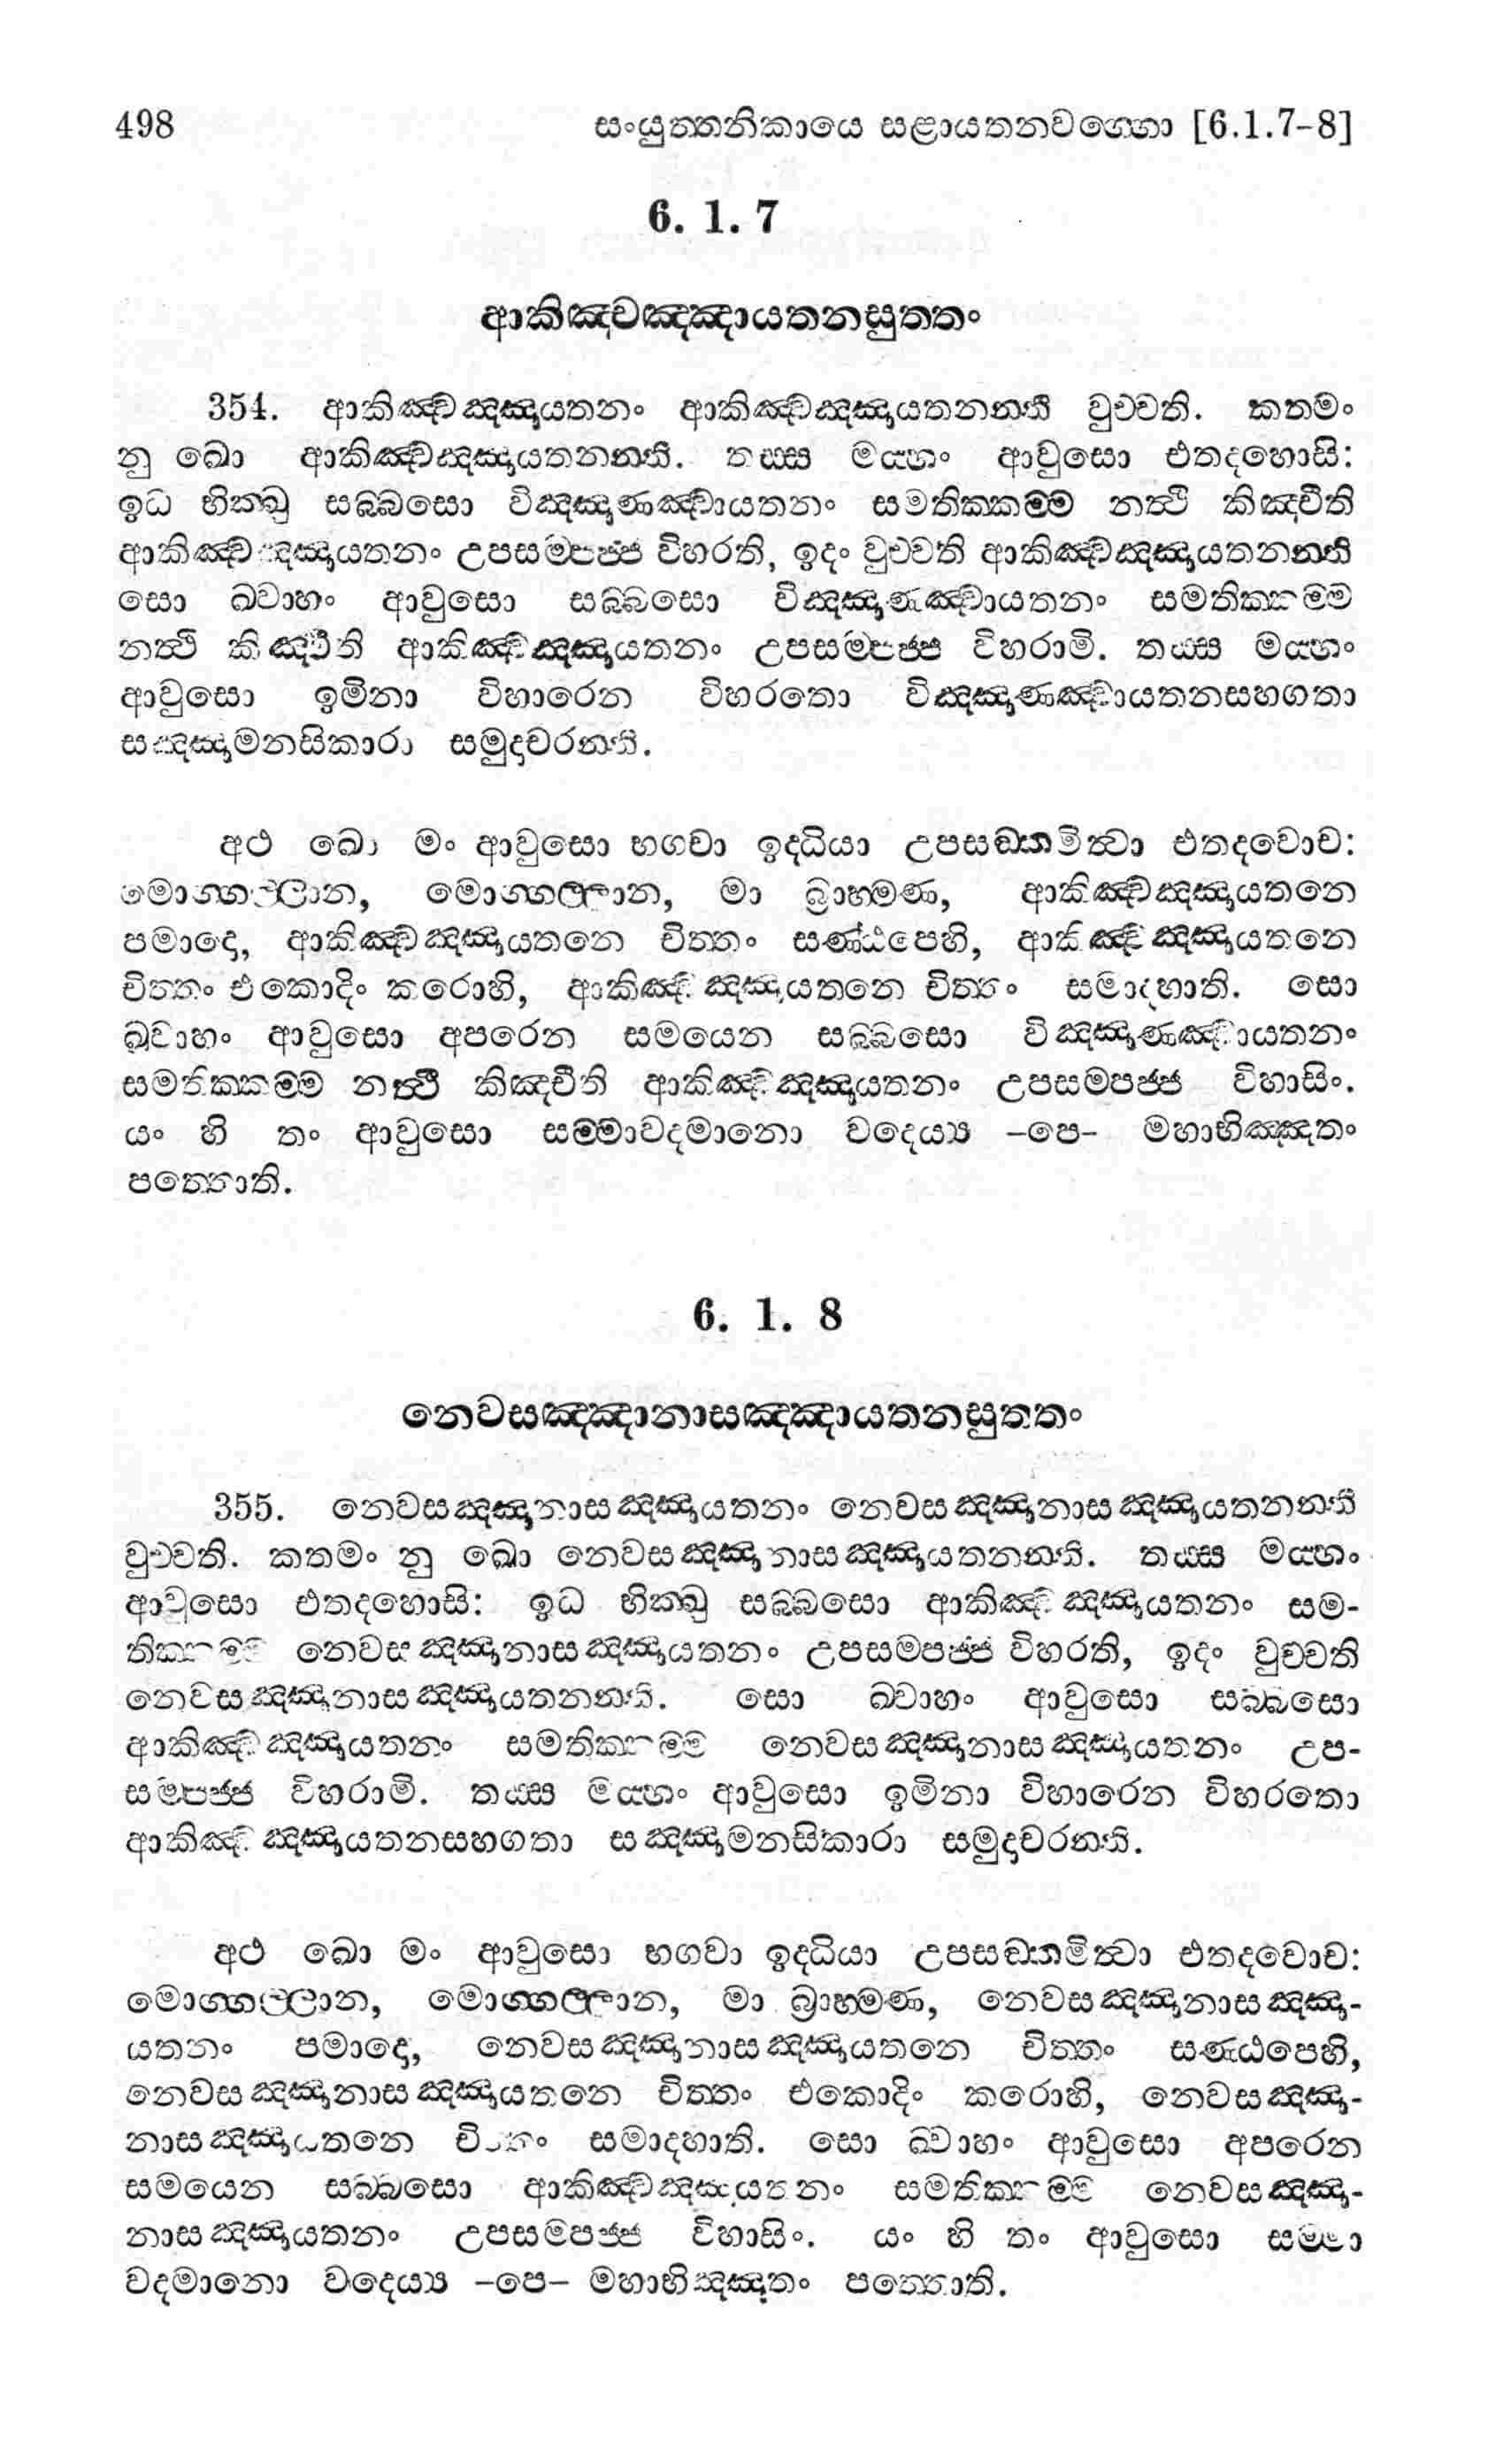 498 සංයුත්තනිකායෙ සළායතනවග්ගො [6.1.7-8]
6. 1. 7
ආකිඤ්චඤ්ඤායතනසුත්තං
354. ආකිඤ්චඤ්ඤායතනං ආකිඤ්චඤ්ඤායතනන්ති වුච්චති. කතමං
නු ඛො ආකිඤ්චඤ්ඤායතනන්ති. තස්ස මය්හං ආවුසො එතදහොසි:
ඉධ භික්ඛු සබ්බසො විඤ්ඤාණඤ්චායතනං සමතික්කම්ම නත්ථි කිඤ්චීති
ආකිඤ්චඤ්ඤායතනං උපසම්පජ්ජ විහරති, ඉදං වුච්චති ආකිඤ්චඤ්ඤායතනන්ති
සො ඛ්වාහං ආවුසො සබ්බසො විඤ්ඤාණඤ්චායතනං සමතික්කම්ම
නත්ථි කිඤ්චීති ආකිඤ්චඤ්ඤායතනං උපසම්පජ්ජ විහරාමි. තස්ස මය්හං
ආවුසො ඉමිනා විහාරෙන විහරතො විඤ්ඤාණඤ්චායතනසහගතා
සඤ්ඤාමනසිකාරා සමුදාචරන්ති.
අථ ඛො මං ආවුසො භගවා ඉද්ධියා උපසඞ්කමිත්වා එතදවොච:
මොග්ගල්ලාන, මොග්ගල්ලාන, මා බ්‍රාහ්මණ, ආකිඤ්චඤ්ඤායතනෙ
පමාදො, ආකිඤ්චඤ්ඤායතනෙ චිත්තං සණ්ඨපෙහි, ආකිඤ්චඤ්ඤායතනෙ
චිත්තං එකොදිං කරොහි, ආකිඤ්චඤ්ඤායතනෙ චිත්තං සමාදහාති. සො
ඛ්වාහං ආවුසො අපරෙන සමයෙන සබ්බසො විඤ්ඤාණඤ්චායතනං
සමතික්කම්ම නත්ථි කිඤ්චීති ආකිඤ්චඤ්ඤායතනං උපසම්පජ්ජ විහාසිං.
යං හි තං ආවුසො සම්මාවදමානො වදෙය්‍ය -පෙ- මහාභිඤ්ඤතං
පත්තොති.
6. 1. 8
නෙවසඤ්ඤානාසඤ්ඤායතනසුත්තං
355. නෙවසඤ්ඤානාසඤ්ඤායතනං නෙවසඤ්ඤානාසඤ්ඤායතනන්ති
වුච්චති. කතමං නු ඛො නෙවසඤ්ඤානාසඤ්ඤායතනන්ති. තස්ස මය්හං
ආවුසො එතදහොසි: ඉධ භික්ඛු සබ්බසො ආකිඤ්චඤ්ඤායතනං සම-
තික්කම්ම නෙවසඤ්ඤානාසඤ්ඤායතනං උපසම්පජ්ජ විහරති, ඉදං වුච්චති
නෙවසඤ්ඤානාසඤ්ඤායතනන්ති. සො ඛ්වාහං ආවුසො සබ්බසො
ආකිඤ්චඤ්ඤායතනං සමතික්කම්ම නෙවසඤ්ඤානාසඤ්ඤායතනං උප-
සම්පජ්ජ විහරාමි. තස්ස මය්හං ආවුසො ඉමිනා විහාරෙන විහරතො
ආකිඤ්චඤ්ඤායතනසහගතා සඤ්ඤාමනසිකාරා සමුදාචරන්ති.
අථ ඛො මං ආවුසො භගවා ඉද්ධියා උපසඞ්කමිත්වා එතදවොච:
මොග්ගල්ලාන, මොග්ගල්ලාන, මා බ්‍රාහ්මණ, නෙවසඤ්ඤානාසඤ්ඤා-
යතනං පමාදො, නෙවසඤ්ඤානාසඤ්ඤායතනෙ චිත්තං සණ්ඨපෙහි,
නෙවසඤ්ඤානාසඤ්ඤායතනෙ චිත්තං එකොදිං කරොහි, නෙවසඤ්ඤා-
නාසඤ්ඤායතනෙ චිත්තං සමාදහාති. සො ඛ්වාහං ආවුසො අපරෙන
සමයෙන සබ්බසො ආකිඤ්චඤ්ඤායතනං සමතික්කම්ම නෙවසඤ්ඤා-
නාසඤ්ඤායතනං උපසම්පජ්ජ විහාසිං. යං හි තං ආවුසො සම්මා
වදමානො වදෙය්‍ය -පෙ- මහාභිඤ්ඤතං පත්තොති.